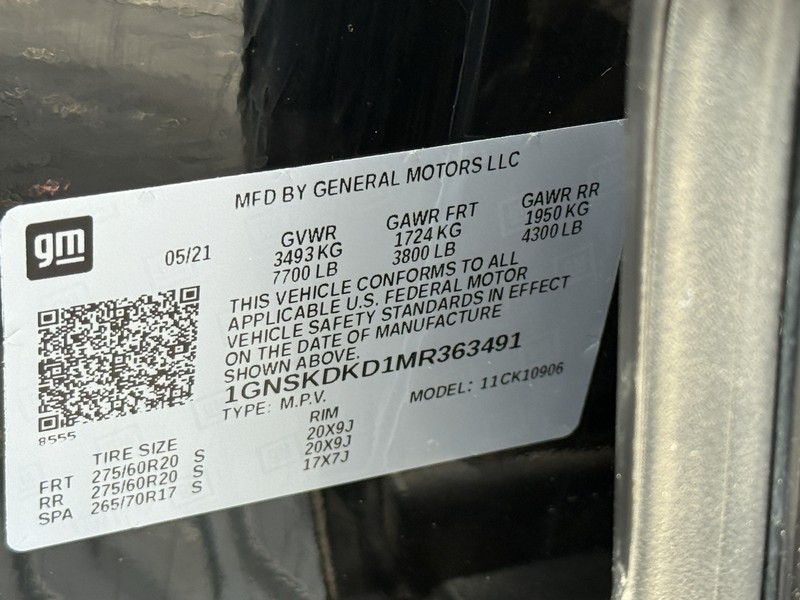 MFD BY GENERAL MOTORS LLC
gm
05/21
GVWR
3493 KG
7700 LB
GAWR FRT
1724 KG
3800 LB
GAWR RR
1950 KG
4300 LB
THIS VEHICLE CONFORMS TO ALL
APPLICABLE U.S. FEDERAL MOTOR
VEHICLE SAFETY STANDARDS IN EFFECT
ON THE DATE OF MANUFACTURE
SHOWN ABOVE.
1GNSKDKD1MR363491
TYPE: M.P.V.
MODEL: 11CK10906
8555
TIRE SIZE
RIM
FRT 275/60R20 S 20X9J
RR 275/60R20 S 20X9J
SPA 265/70R17 S 17X7J